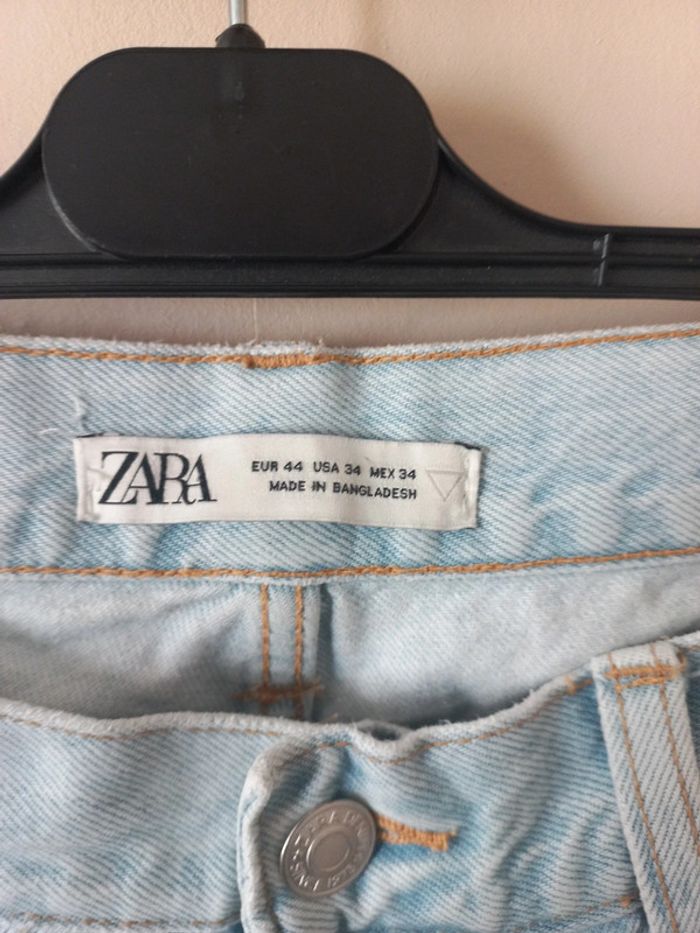 ZARA
EUR 44 USA 34 MEX 34
MADE IN BANGLADESH